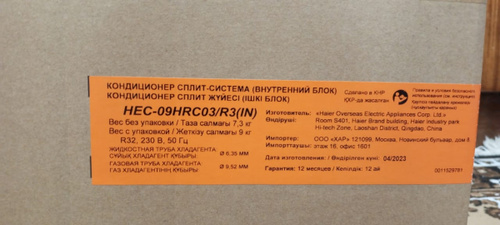 КОНДИЦИОНЕР СПЛИТ-СИСТЕМА (ВНУТРЕННИЙ БЛОК)
КОНДИЦИОНЕР СПЛИТ ЖҮЙЕСІ (ІШКІ БЛОК)
HEC-09HRC03/R3(IN)
Вес без упаковки / Таза салмағы 7,3 кг
Вес с упаковкой / Жеткізу салмағы 9 кг
R32, 230 В, 50 Гц
ЖИДКОСТНАЯ ТРУБА ХЛАДАГЕНТА
СҰЙЫҚ ХЛАДАГЕНТ ҚҰБЫРЫ
Ø 6,35 ММ
ГАЗОВАЯ ТРУБА ХЛАДАГЕНТА
ГАЗ ХЛАДАГЕНТІНІҢ ҚҰБЫРЫ
Ø 9,52 ММ
Сделано в КНР
ҚХР-да жасалған
Изготовитель: «Haier Overseas Electric Appliances Corp. Ltd.»
Өндіруші: Room S401, Haier Brand building, Haier Industry park
Hi-tech Zone, Laoshan District, Qingdao, China
Импортер: ООО «ХАР» 121099, Москва, Новинский бульвар, дом 8,
Импорттаушы: этаж 16, офис 1601
Дата изготовления / Өндірілген күні: 04/2023
Гарантия: 12 месяцев / Кепілдік: 12 ай
0011529781